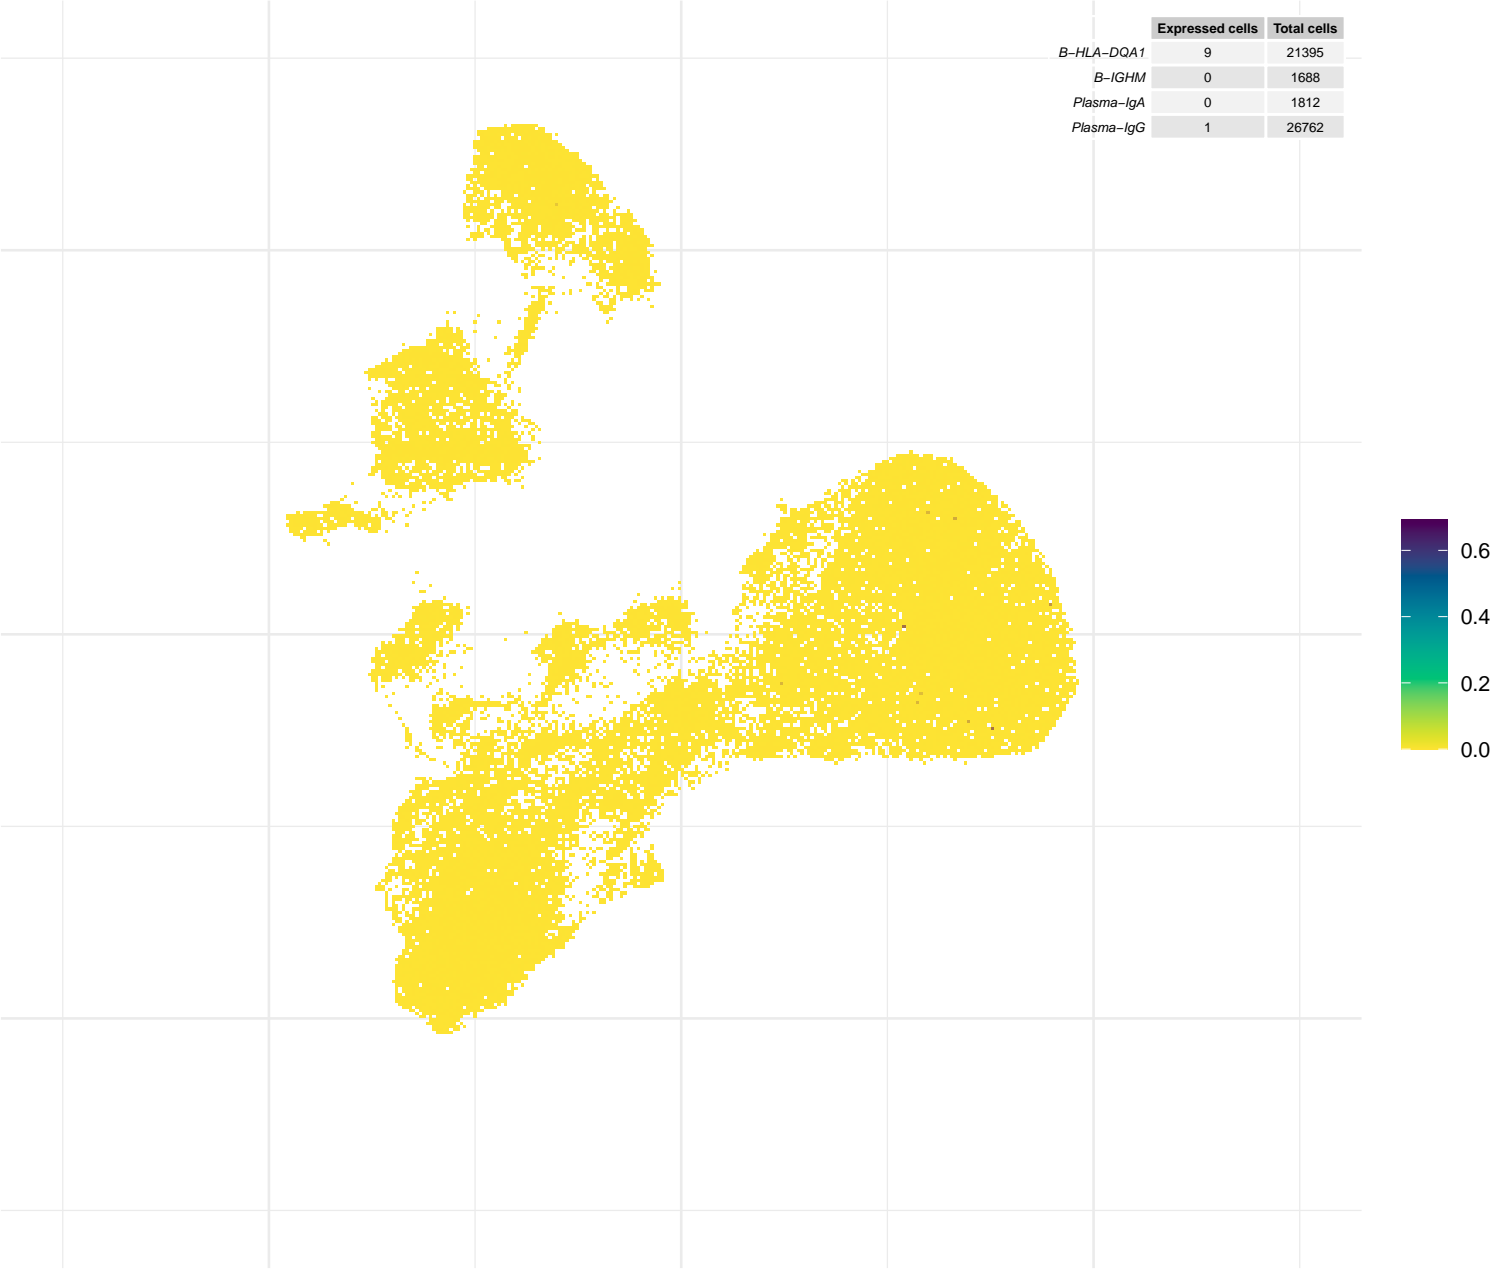 Expressed cells Total cells
B−HLA−DQA1 9 21395
B−IGHM 0 1688
Plasma−IgA 0 1812
Plasma−IgG 1 26762
0.6
0.4
0.2
0.0